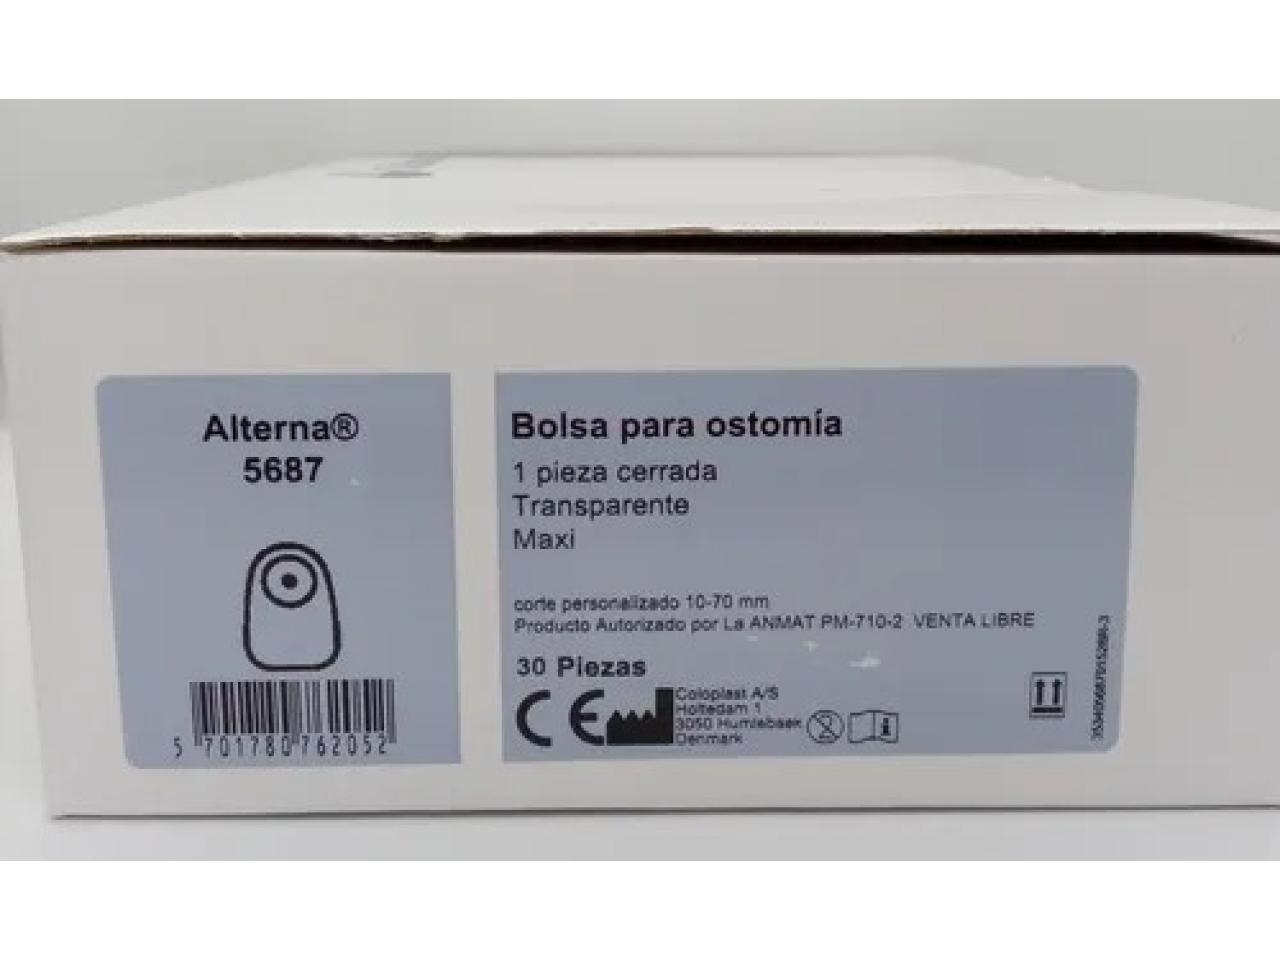 Alterna®
5687
5 701780 762052
Bolsa para ostomía
1 pieza cerrada
Transparente
Maxi
corte personalizado 10-70 mm
Producto Autorizado por La ANMAT PM-710-2 VENTA LIBRE
30 Piezas
CE
Coloplast A/S
Holtedam 1
3050 Humlebaek
Denmark